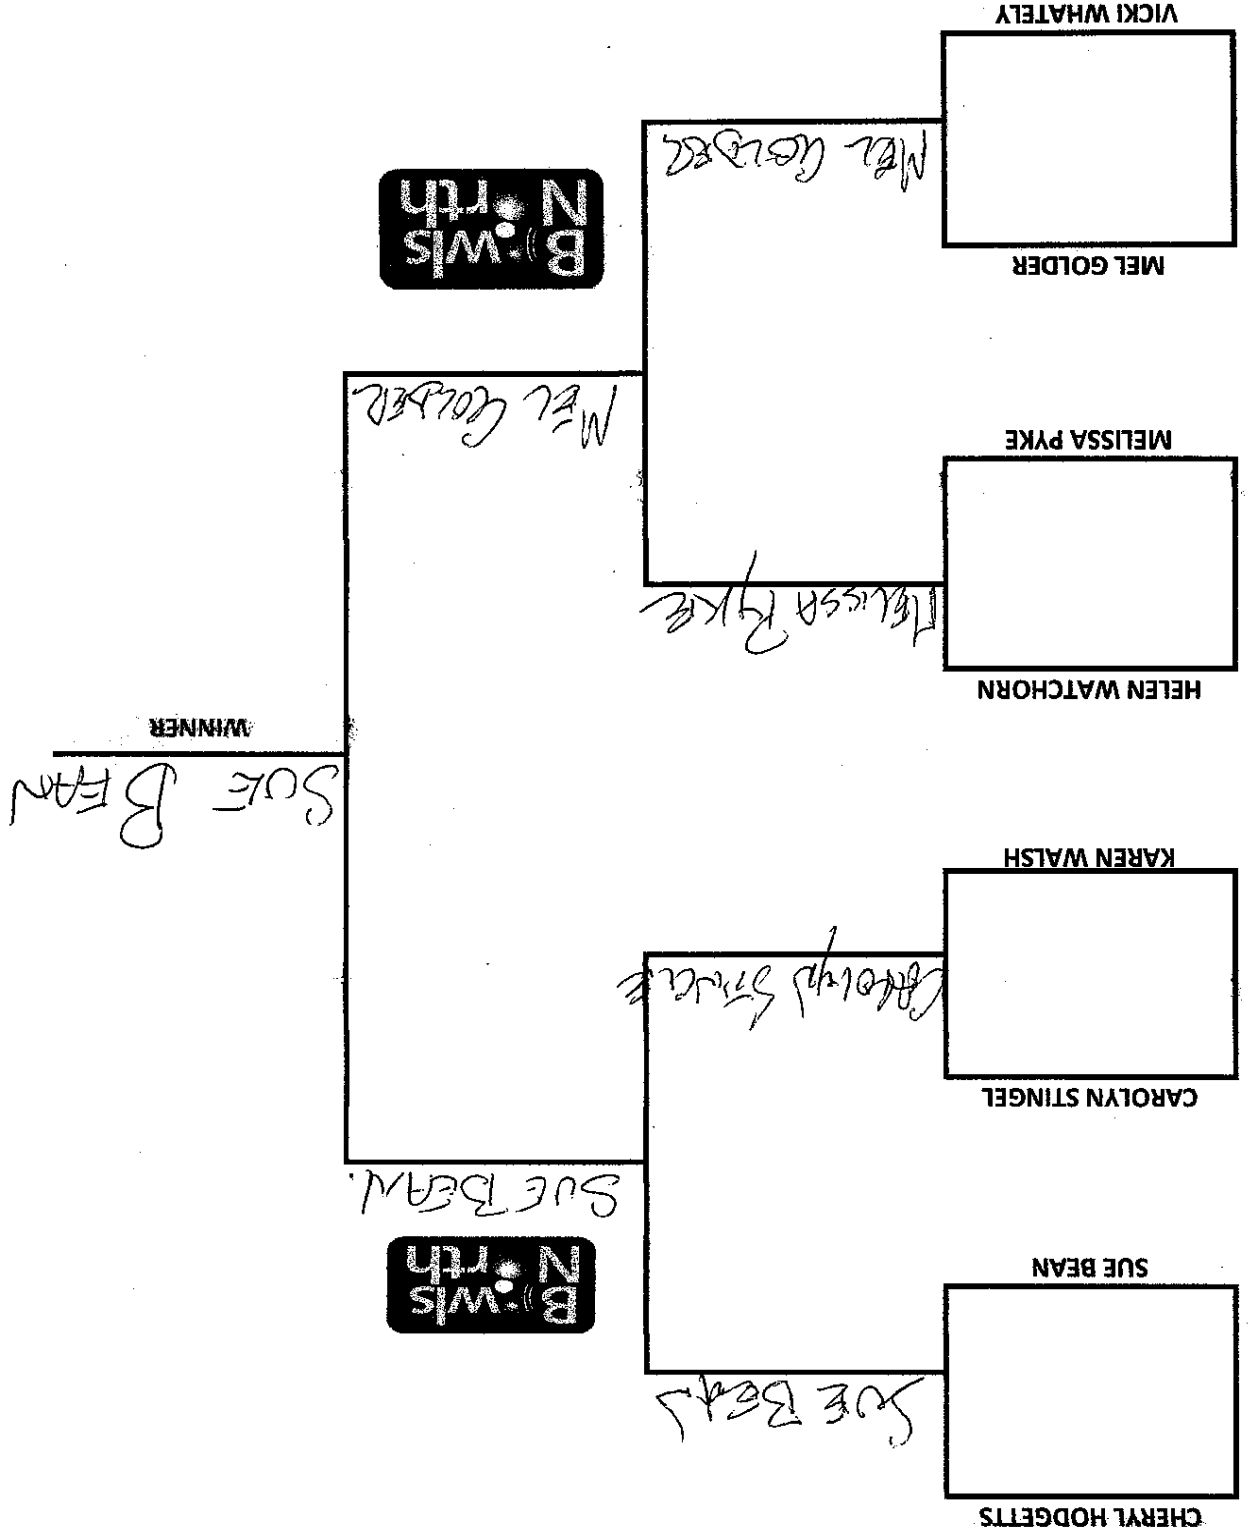 CHERYL HODGETTS
SUE BEAN
SUE BEAN
Bowls
North
SUE BEAN.
CAROLYN STINGEL
CAROLYN STINGLE
KAREN WALSH
SUE BEAN
WINNER
HELEN WATCHORN
MELISSA PYKE
MELISSA PYKE
MEL GOLDER
MEL GOLDER
Bowls
North
MEL GOLDER
VICKI WHATELY